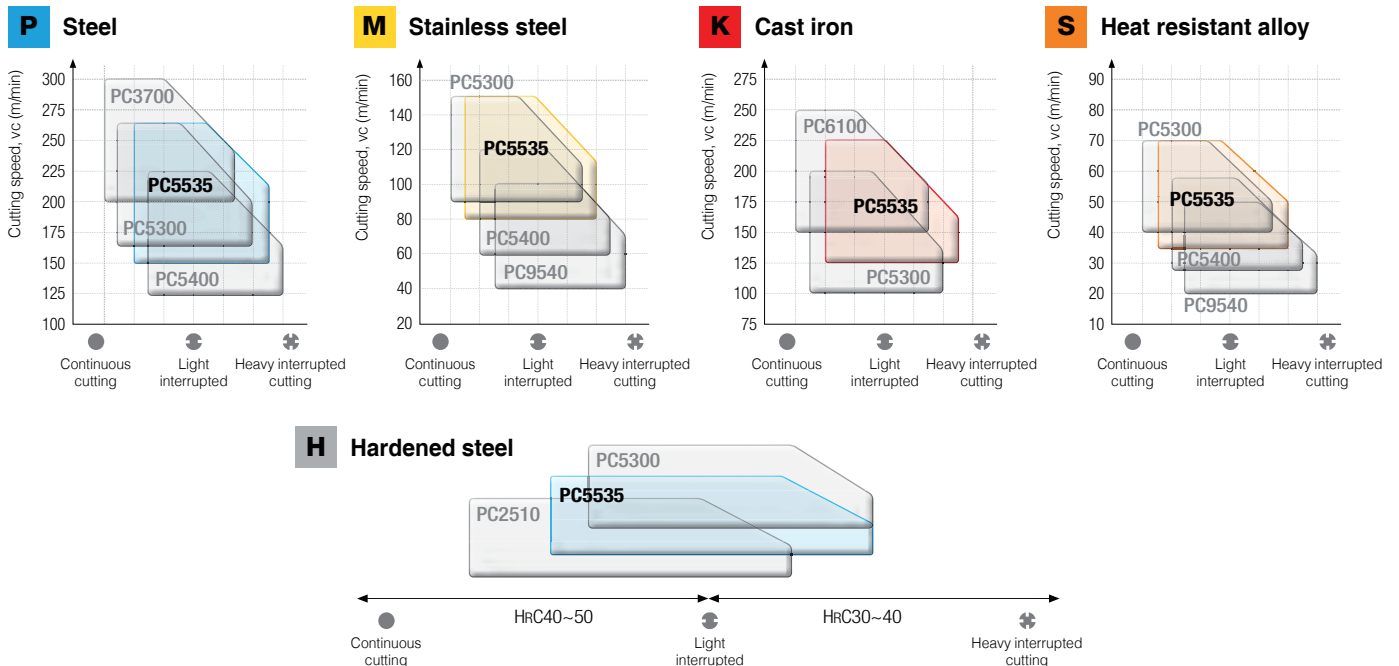 P Steel
Cutting speed, vc (m/min)
300
275
250
225
200
175
150
125
100
PC3700
PC5535
PC5300
PC5400
Continuous
cutting
Light
interrupted
Heavy interrupted
cutting
M Stainless steel
Cutting speed, vc (m/min)
160
140
120
100
80
60
40
20
PC5300
PC5535
PC5400
PC9540
Continuous
cutting
Light
interrupted
Heavy interrupted
cutting
K Cast iron
Cutting speed, vc (m/min)
275
250
225
200
175
150
125
100
75
PC6100
PC5535
PC5300
Continuous
cutting
Light
interrupted
Heavy interrupted
cutting
S Heat resistant alloy
Cutting speed, vc (m/min)
90
80
70
60
50
40
30
20
10
PC5300
PC5535
PC5400
PC9540
Continuous
cutting
Light
interrupted
Heavy interrupted
cutting
H Hardened steel
PC5300
PC5535
PC2510
HRC40~50
HRC30~40
Continuous
cutting
Light
interrupted
Heavy interrupted
cutting